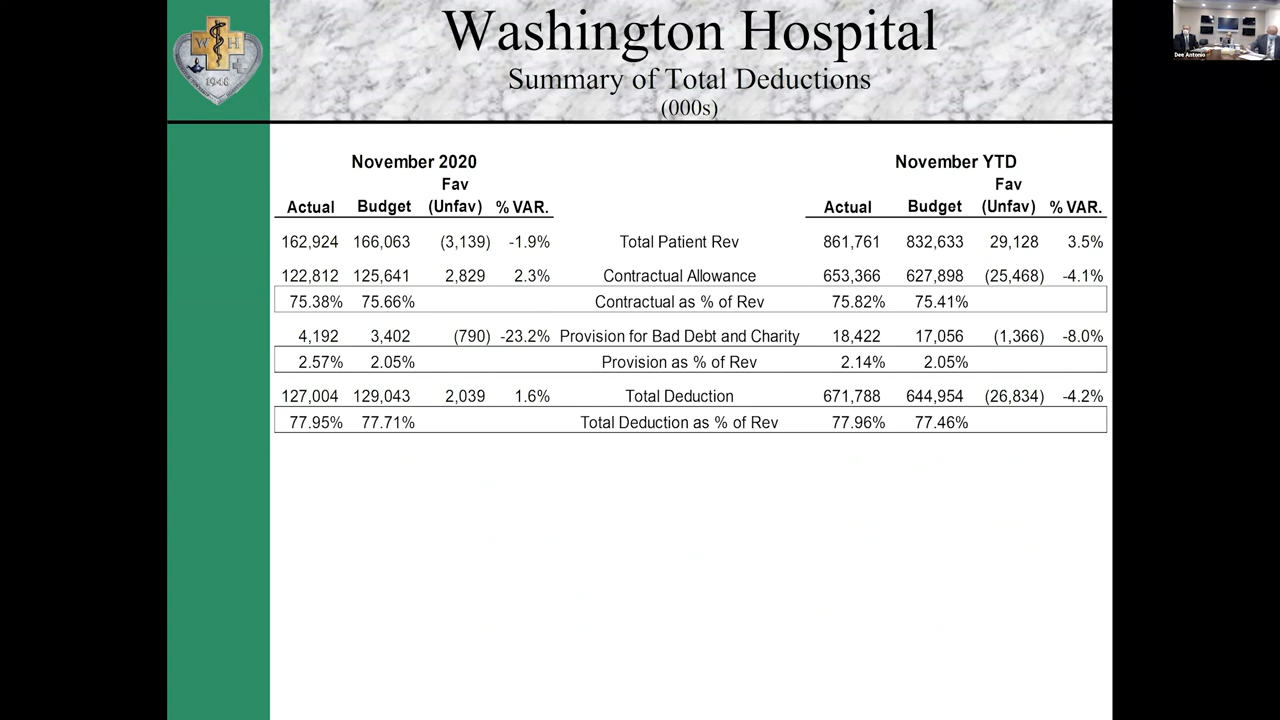 Washington Hospital
Summary of Total Deductions
(000s)
W H
1948
Dee Antonio
November 2020 November YTD
Fav Fav
Actual Budget (Unfav) % VAR. Actual Budget (Unfav) % VAR.
162,924 166,063 (3,139) -1.9% Total Patient Rev 861,761 832,633 29,128 3.5%
122,812 125,641 2,829 2.3% Contractual Allowance 653,366 627,898 (25,468) -4.1%
75.38% 75.66% Contractual as % of Rev 75.82% 75.41%
4,192 3,402 (790) -23.2% Provision for Bad Debt and Charity 18,422 17,056 (1,366) -8.0%
2.57% 2.05% Provision as % of Rev 2.14% 2.05%
127,004 129,043 2,039 1.6% Total Deduction 671,788 644,954 (26,834) -4.2%
77.95% 77.71% Total Deduction as % of Rev 77.96% 77.46%